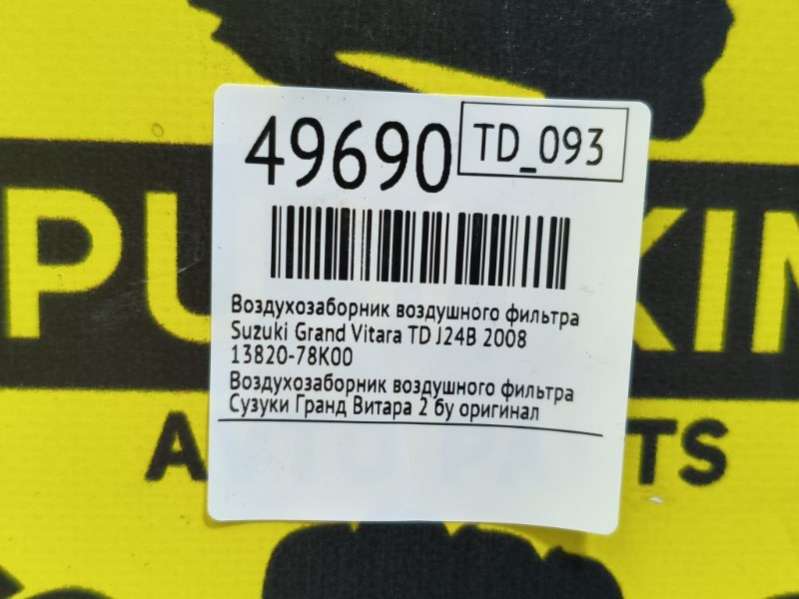 49690
TD_093
Воздухозаборник воздушного фильтра
Suzuki Grand Vitara TD J24B 2008
13820-78K00
Воздухозаборник воздушного фильтра
Сузуки Гранд Витара 2 бу оригинал